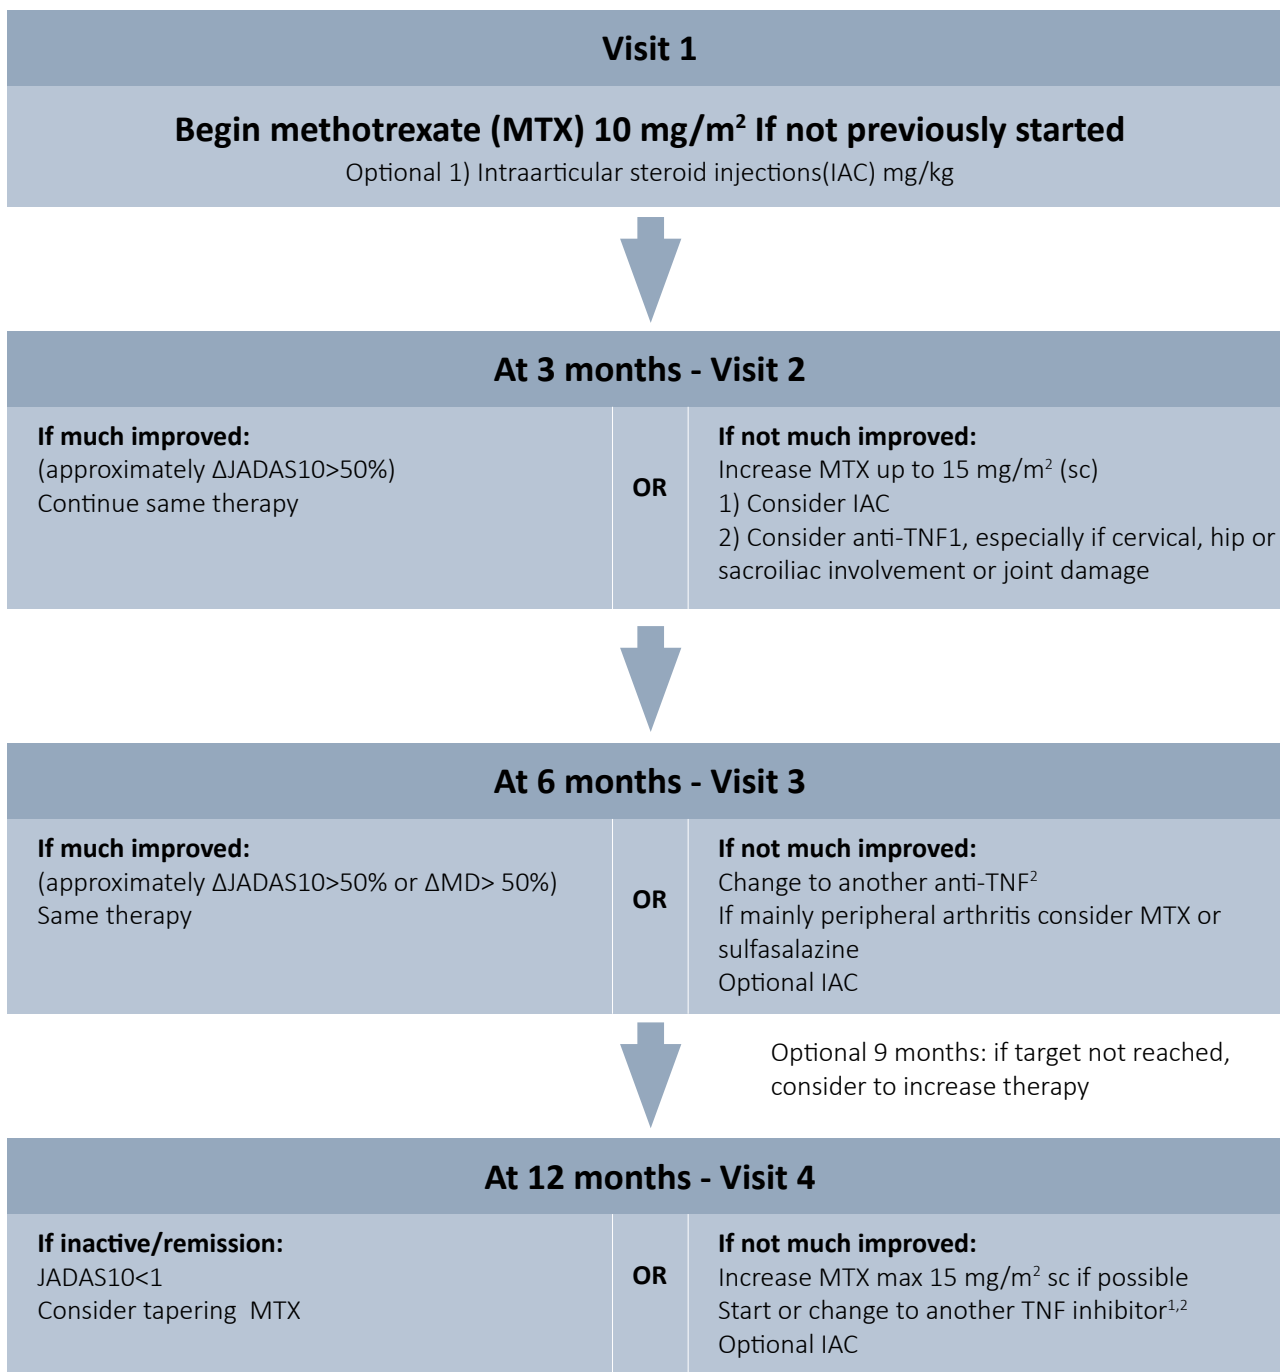 Visit 1
Begin methotrexate (MTX) 10 mg/m² If not previously started
Optional 1) Intraarticular steroid injections(IAC) mg/kg
At 3 months - Visit 2
If much improved:
(approximately ΔJADAS10>50%)
Continue same therapy
OR
If not much improved:
Increase MTX up to 15 mg/m² (sc)
1) Consider IAC
2) Consider anti-TNF1, especially if cervical, hip or
sacroiliac involvement or joint damage
At 6 months - Visit 3
If much improved:
(approximately ΔJADAS10>50% or ΔMD> 50%)
Same therapy
OR
If not much improved:
Change to another anti-TNF²
If mainly peripheral arthritis consider MTX or
sulfasalazine
Optional IAC
Optional 9 months: if target not reached,
consider to increase therapy
At 12 months - Visit 4
If inactive/remission:
JADAS10<1
Consider tapering  MTX
OR
If not much improved:
Increase MTX max 15 mg/m² sc if possible
Start or change to another TNF inhibitor¹,²
Optional IAC